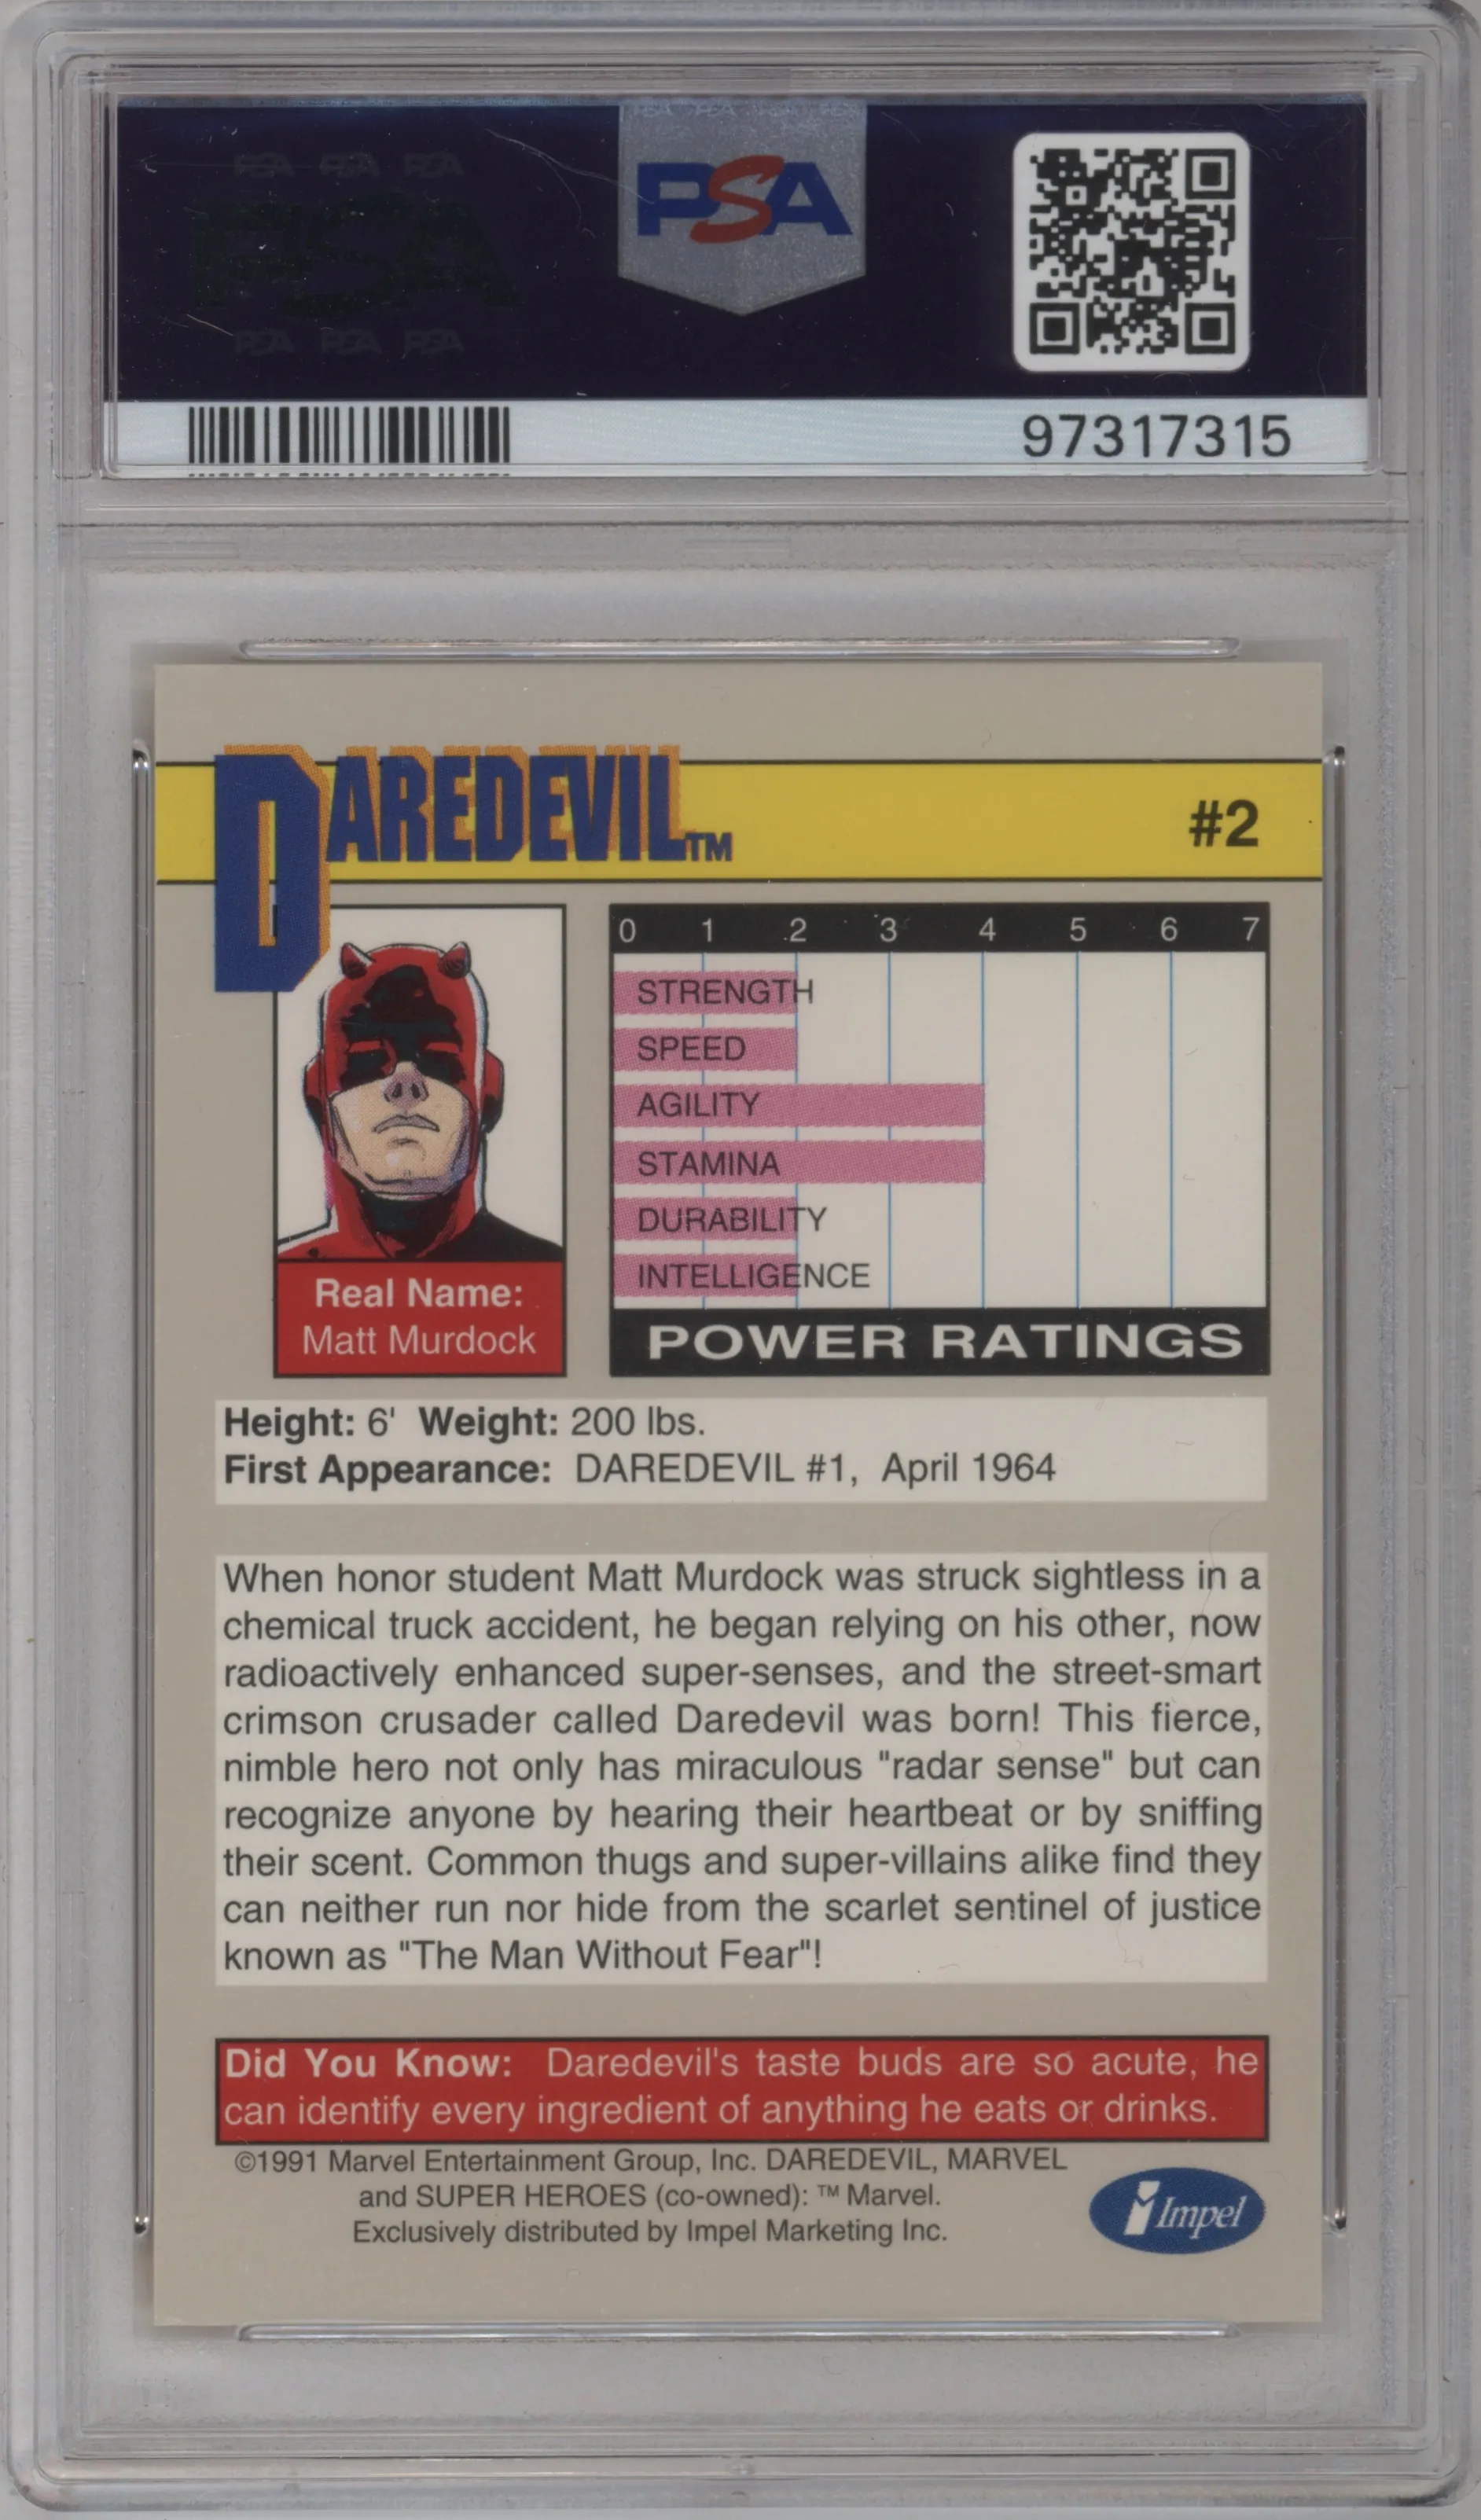 PSA PSA PSA
PSA
PSA PSA PSA
PSA
97317315
DAREDEVIL™
#2
0 1 2 3 4 5 6 7
STRENGTH
SPEED
AGILITY
STAMINA
DURABILITY
INTELLIGENCE
POWER RATINGS
Real Name:
Matt Murdock
Height: 6' Weight: 200 lbs.
First Appearance: DAREDEVIL #1, April 1964
When honor student Matt Murdock was struck sightless in a
chemical truck accident, he began relying on his other, now
radioactively enhanced super-senses, and the street-smart
crimson crusader called Daredevil was born! This fierce,
nimble hero not only has miraculous "radar sense" but can
recognize anyone by hearing their heartbeat or by sniffing
their scent. Common thugs and super-villains alike find they
can neither run nor hide from the scarlet sentinel of justice
known as "The Man Without Fear"!
Did You Know: Daredevil's taste buds are so acute, he
can identify every ingredient of anything he eats or drinks.
©1991 Marvel Entertainment Group, Inc. DAREDEVIL, MARVEL
and SUPER HEROES (co-owned): ™ Marvel.
Exclusively distributed by Impel Marketing Inc.
Impel